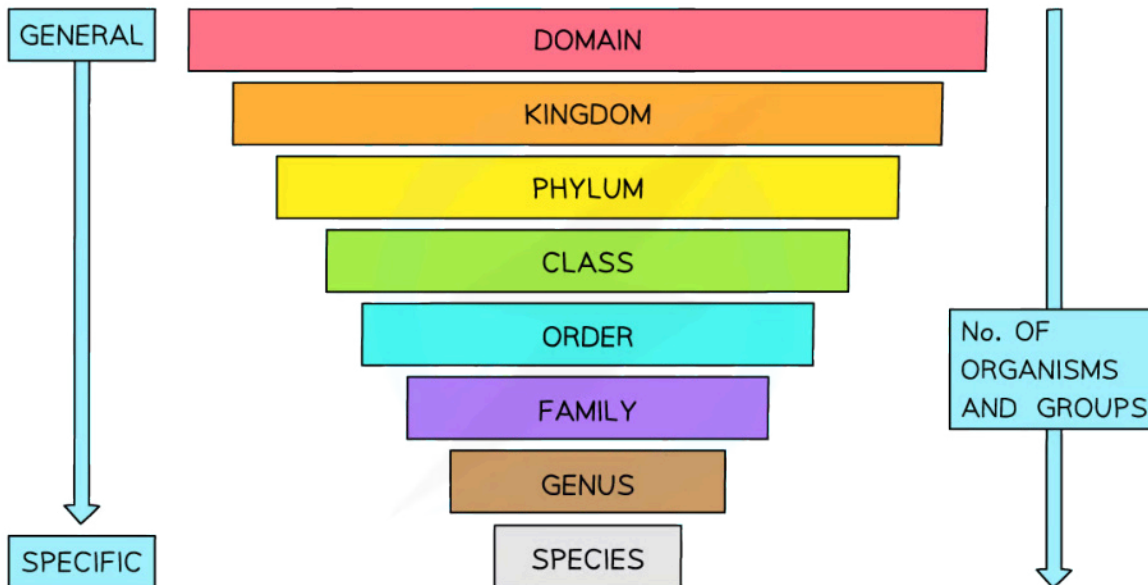 GENERAL
DOMAIN
KINGDOM
PHYLUM
CLASS
ORDER
No. OF
ORGANISMS
AND GROUPS
FAMILY
GENUS
SPECIFIC
SPECIES